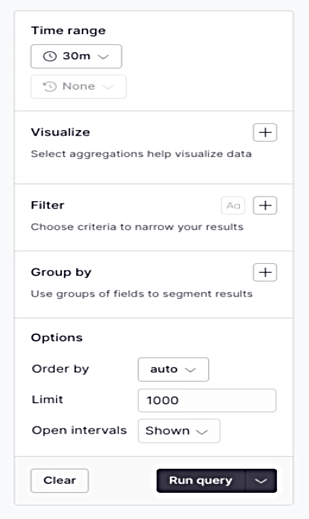 Time range
30m
None
Visualize
Select aggregations help visualize data
Filter
Aa
Choose criteria to narrow your results
Group by
Use groups of fields to segment results
Options
Order by auto
Limit 1000
Open intervals Shown
Clear Run query